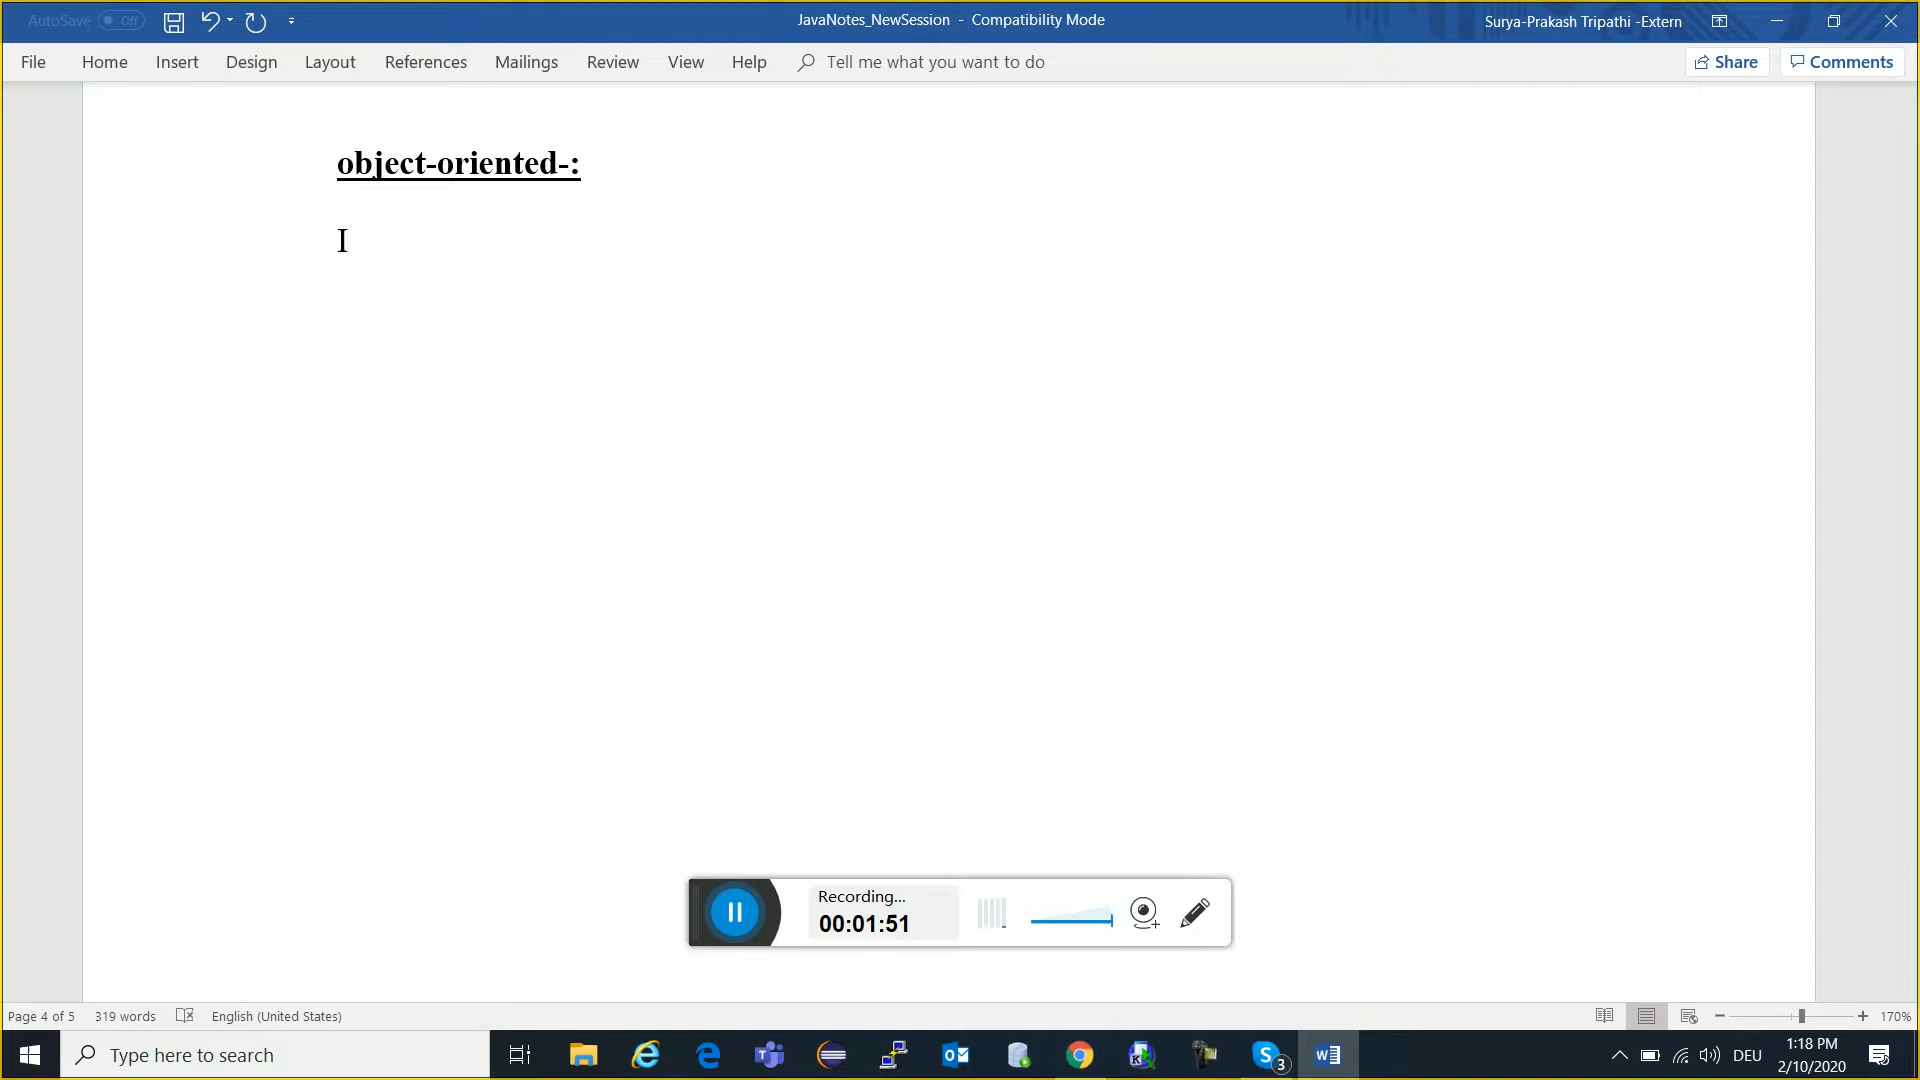 AutoSave Off
JavaNotes_NewSession - Compatibility Mode
Surya-Prakash Tripathi -Extern
File Home Insert Design Layout References Mailings Review View Help Tell me what you want to do Share Comments
object-oriented-:
Recording...
00:01:51
Page 4 of 5 319 words English (United States) 170%
Type here to search
3
DEU
1:18 PM
2/10/2020